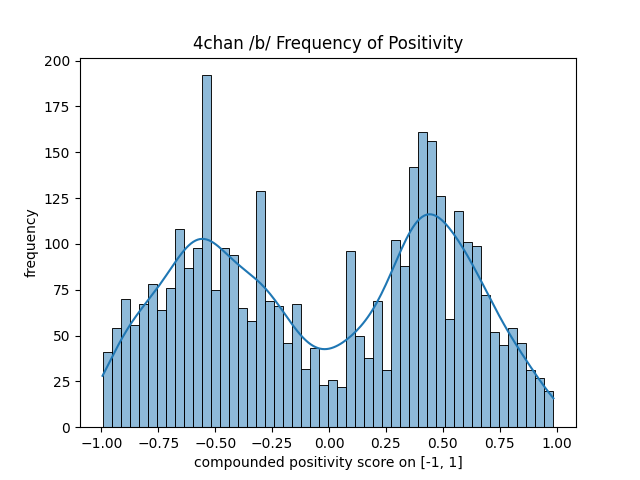 4chan /b/ Frequency of Positivity
200
175
150
125
100
75
50
25
0
frequency
−1.00 −0.75 −0.50 −0.25 0.00 0.25 0.50 0.75 1.00
compounded positivity score on [-1, 1]